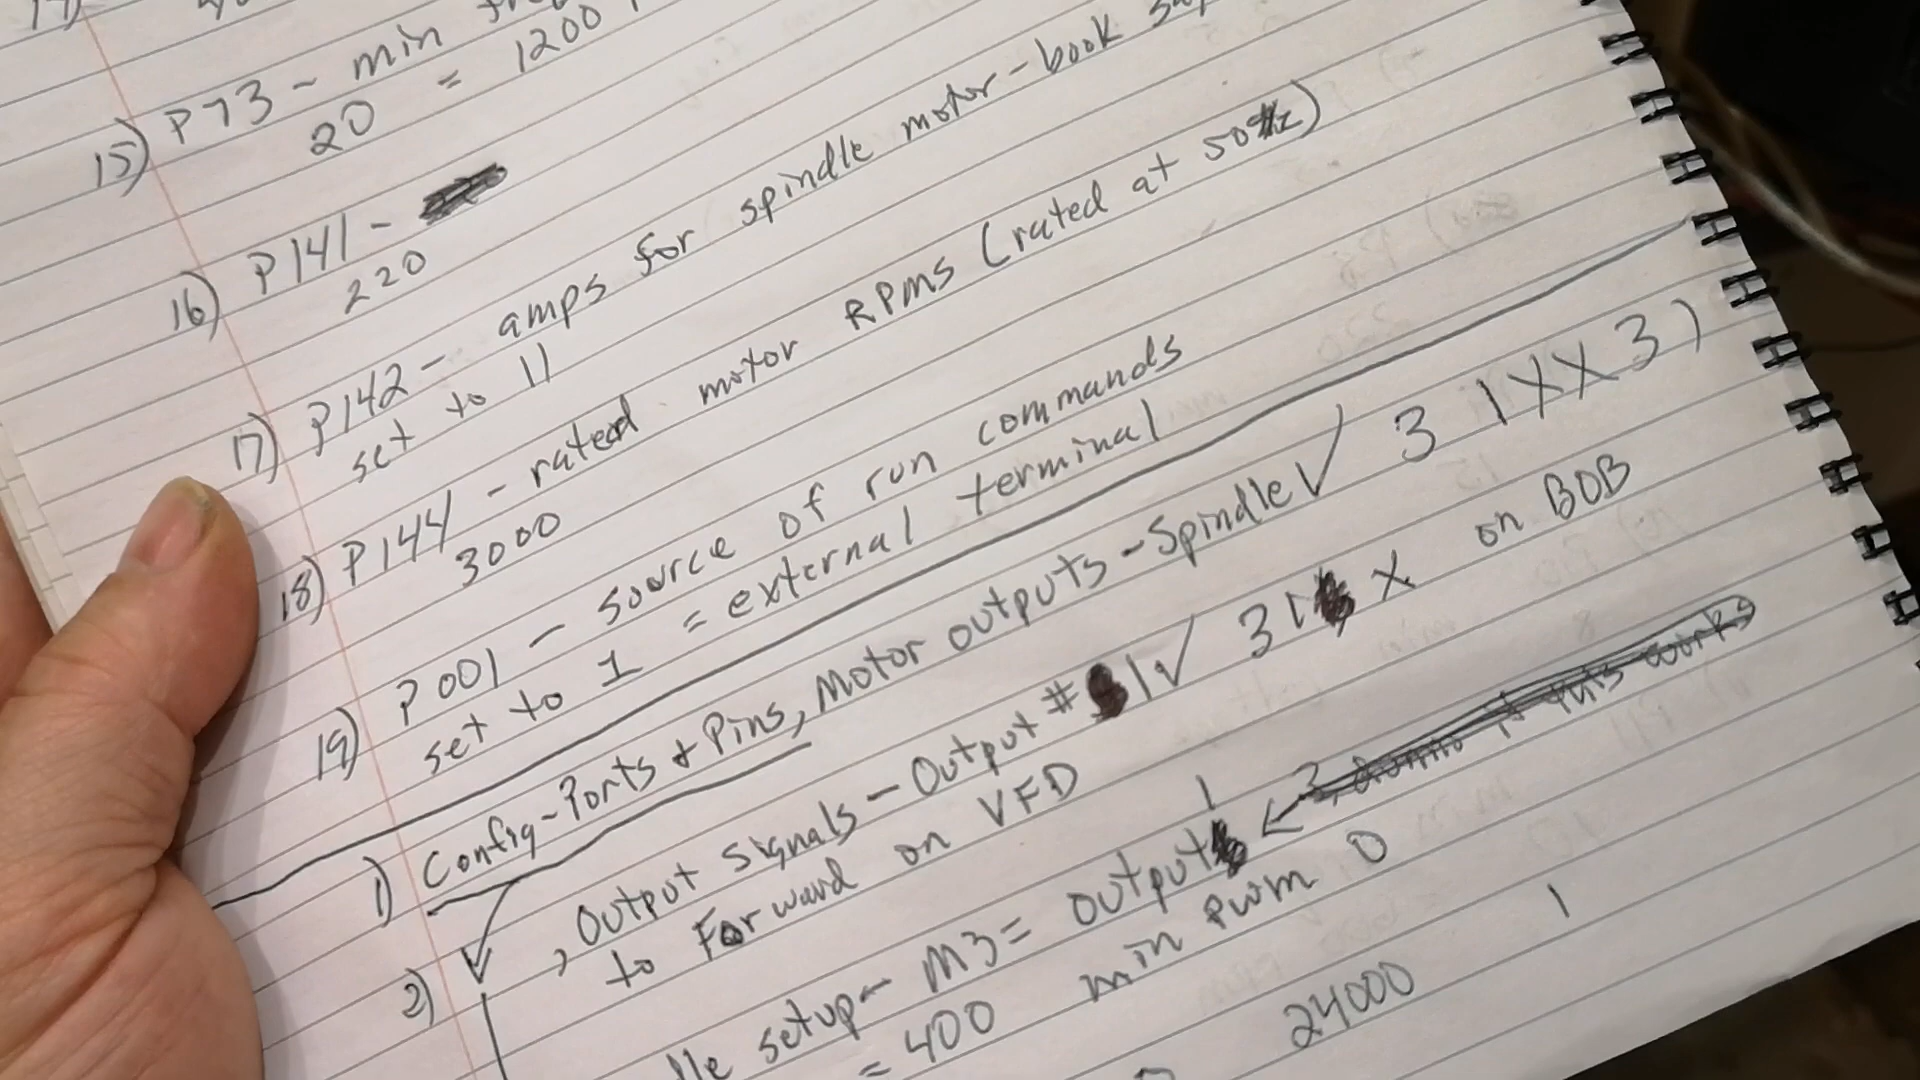 15) P73 - min
20 = 1200
16) P141 -
220
17) P142 - amps for spindle motor - book
set to 11
18) P144 - rated motor RPMs (rated at 50Hz)
3000
19) P001 - source of run commands
set to 1 = external terminal
1) Config - Ports + Pins, Motor outputs - Spindle ✓ 3 1 X X 3)
2) , Output Signals - Output # 1 ✓ 3 1 X on BOB
to Forward on VFD
setup - M3 = output 1 ←
= 400 min pwm 0
24000 1